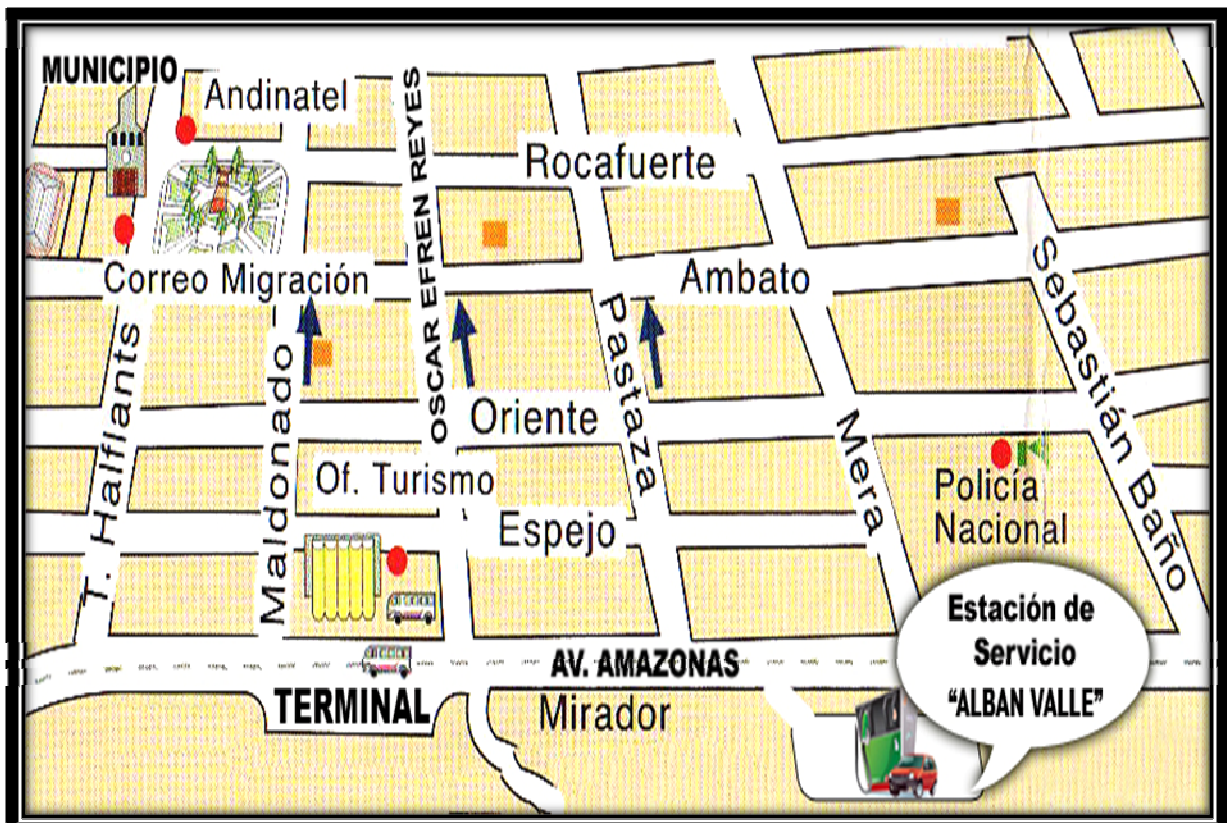 MUNICIPIO
Andinatel
OSCAR EFREN REYES
Rocafuerte
Correo Migración
Ambato
Sebastián Baño
T. Halflants
Maldonado
Pastaza
Oriente
Mera
Of. Turismo
Policía
Nacional
Espejo
Estación de
Servicio
“ALBAN VALLE”
AV. AMAZONAS
TERMINAL
Mirador